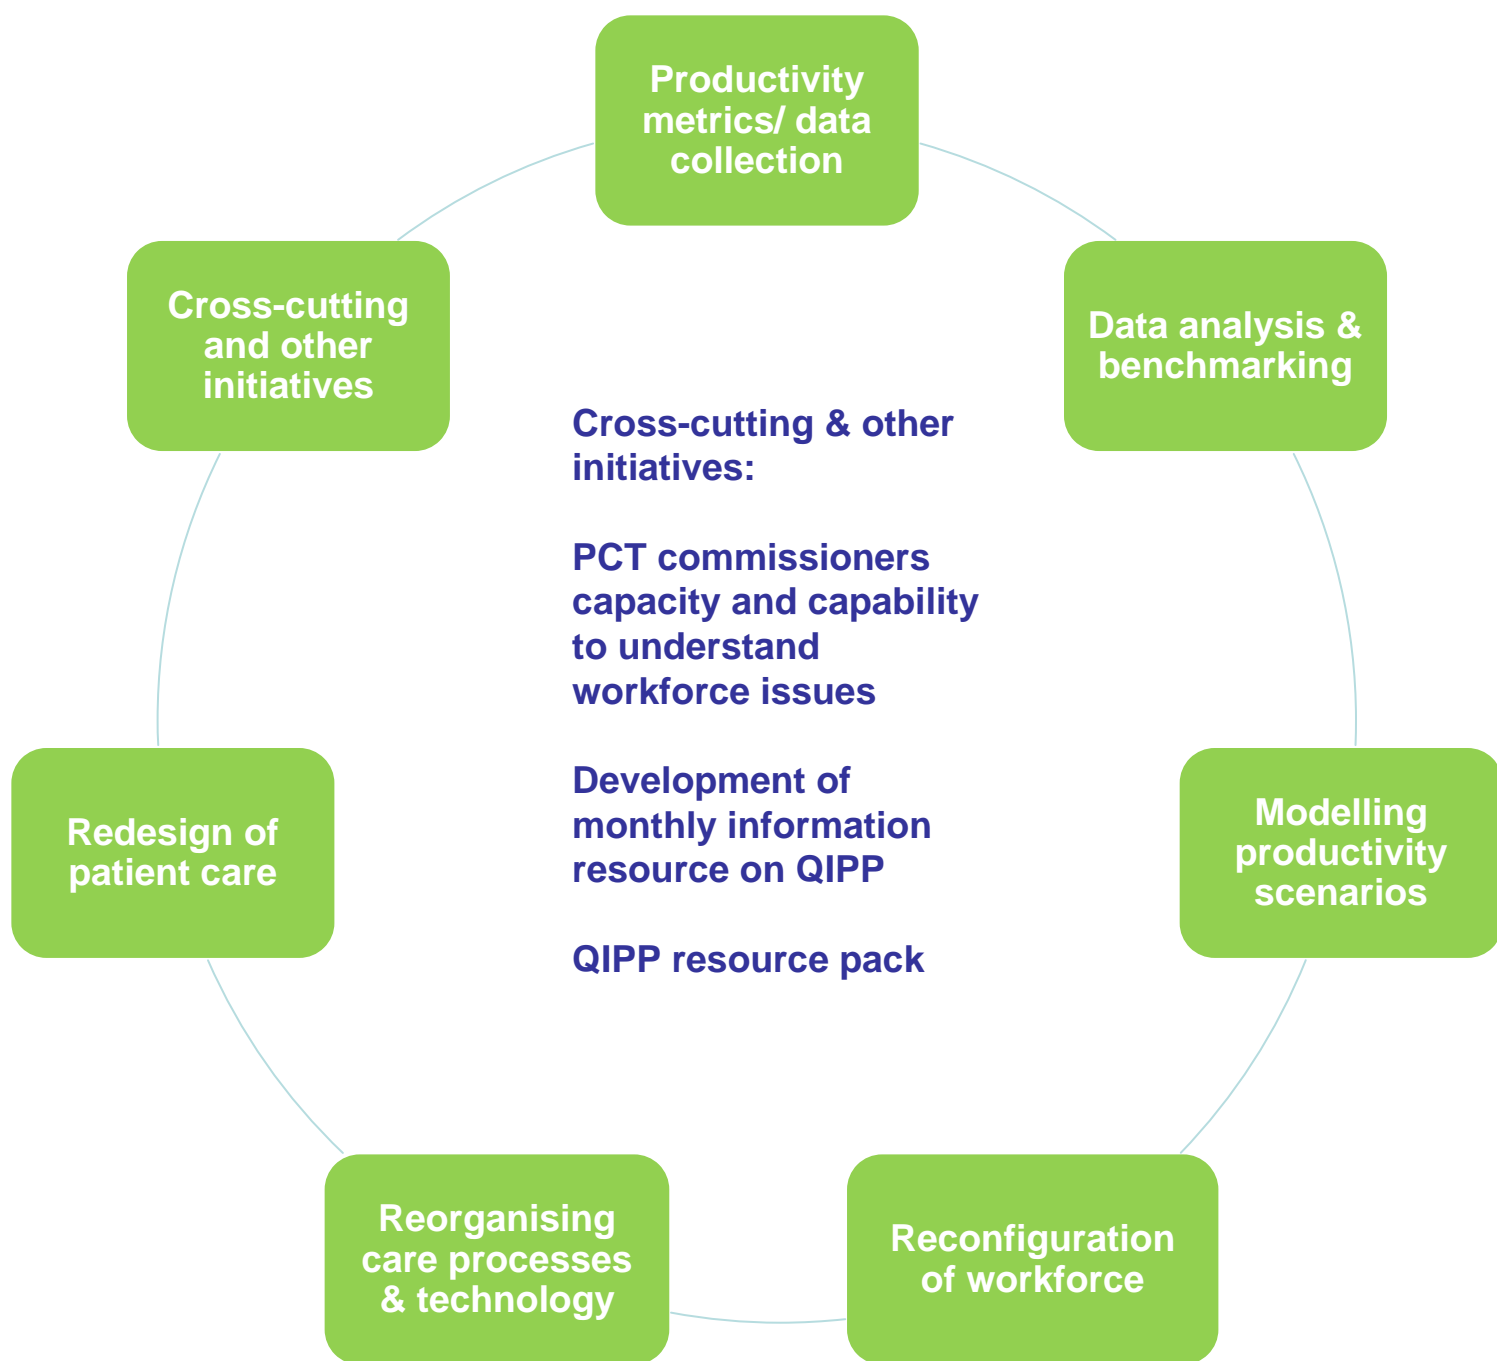 Productivity
metrics/ data
collection
Data analysis &
benchmarking
Modelling
productivity
scenarios
Reconfiguration
of workforce
Reorganising
care processes
& technology
Redesign of
patient care
Cross-cutting
and other
initiatives
Cross-cutting & other
initiatives:
PCT commissioners
capacity and capability
to understand
workforce issues
Development of
monthly information
resource on QIPP
QIPP resource pack